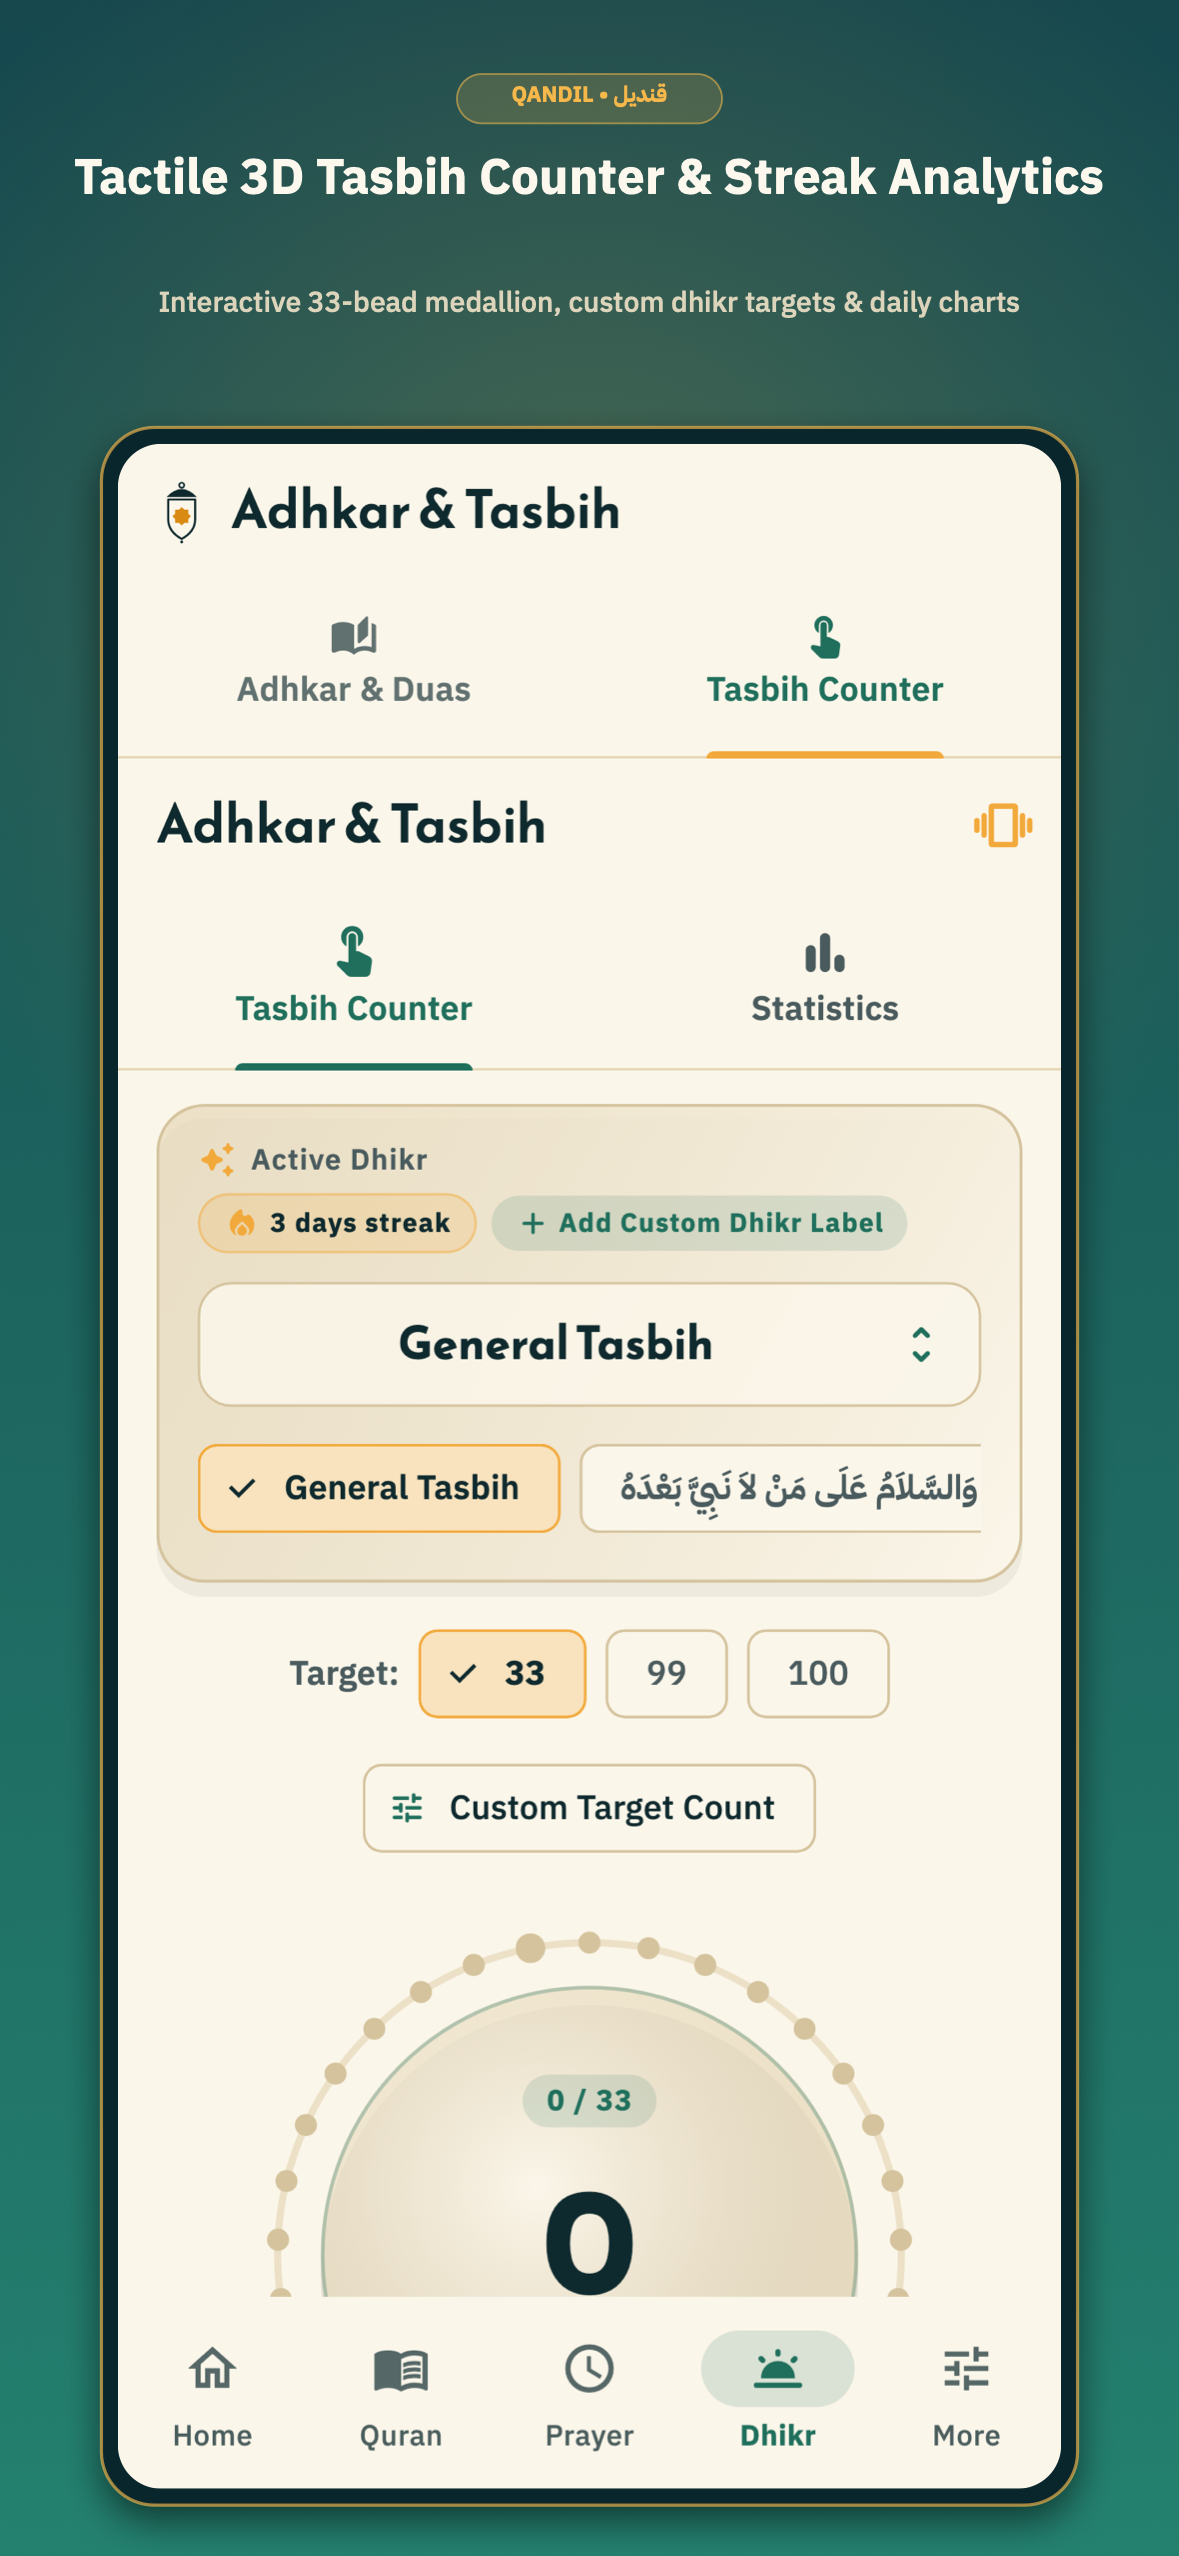 QANDIL • قنديل
Tactile 3D Tasbih Counter & Streak Analytics
Interactive 33-bead medallion, custom dhikr targets & daily charts
Adhkar & Tasbih
Adhkar & Duas
Tasbih Counter
Adhkar & Tasbih
Tasbih Counter
Statistics
Active Dhikr
3 days streak
Add Custom Dhikr Label
General Tasbih
General Tasbih
وَالسَّلاَمُ عَلَى مَنْ لاَ نَبِيَّ بَعْدَهُ
Target:
33
99
100
Custom Target Count
0 / 33
0
Home
Quran
Prayer
Dhikr
More